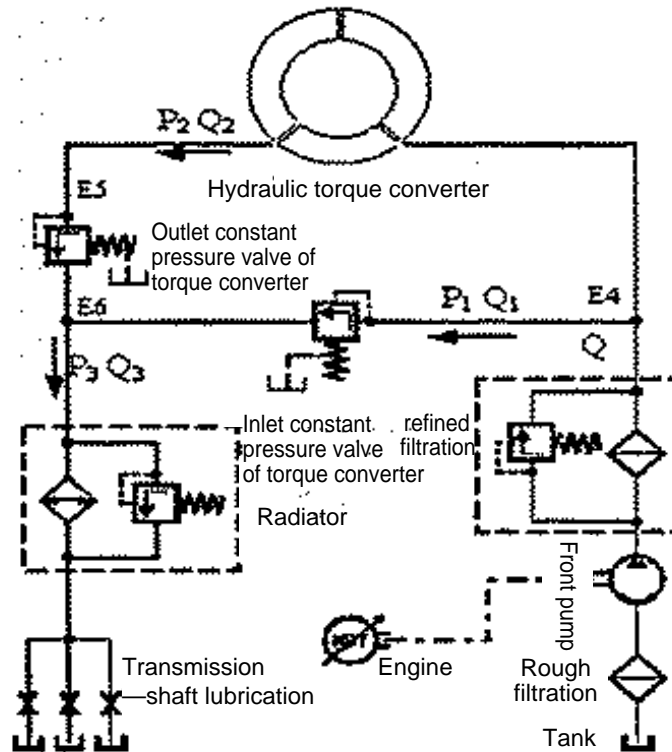 P₂ Q₂
Hydraulic torque converter
E5
Outlet constant
pressure valve of
torque converter
E6
P₁ Q₁
E4
Q
P₃ Q₃
Inlet constant
pressure valve
of torque converter
refined
filtration
Radiator
Front pump
Engine
Rough
filtration
Transmission
shaft lubrication
Tank